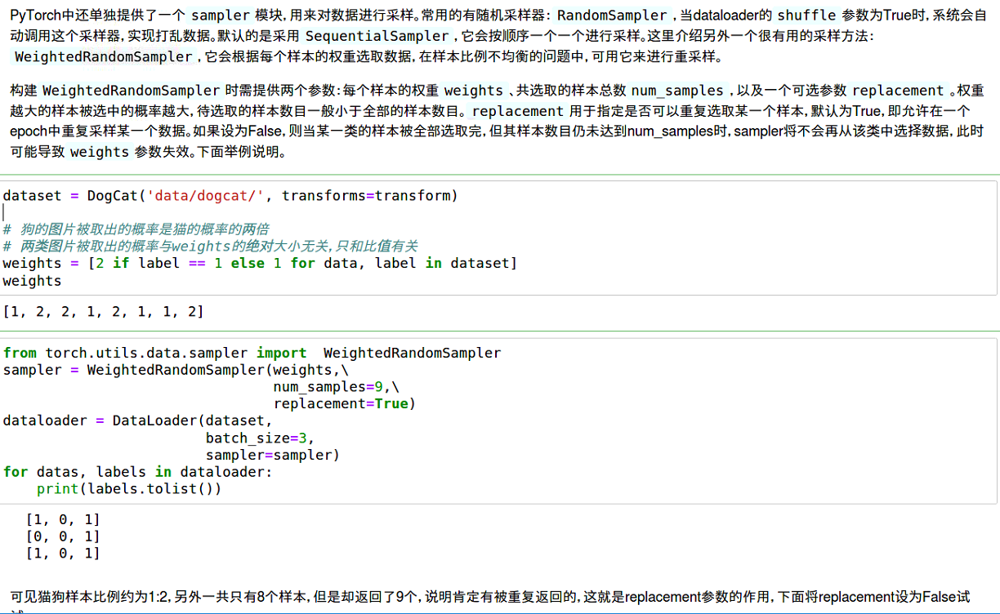 PyTorch中还单独提供了一个 sampler 模块,用来对数据进行采样。常用的有随机采样器: RandomSampler ,当dataloader的 shuffle 参数为True时,系统会自
动调用这个采样器,实现打乱数据。默认的是采用 SequentialSampler ,它会按顺序一个一个进行采样。这里介绍另外一个很有用的采样方法:
WeightedRandomSampler ,它会根据每个样本的权重选取数据,在样本比例不均衡的问题中,可用它来进行重采样。
构建 WeightedRandomSampler 时需提供两个参数:每个样本的权重 weights 、共选取的样本总数 num_samples ,以及一个可选参数 replacement 。权重
越大的样本被选中的概率越大,待选取的样本数目一般小于全部的样本数目。 replacement 用于指定是否可以重复选取某一个样本,默认为True,即允许在一个
epoch中重复采样某一个数据。如果设为False,则当某一类的样本被全部选取完,但其样本数目仍未达到num_samples时,sampler将不会再从该类中选择数据,此时
可能导致 weights 参数失效。下面举例说明。
dataset = DogCat('data/dogcat/', transforms=transform)
# 狗的图片被取出的概率是猫的概率的两倍
# 两类图片被取出的概率与weights的绝对大小无关,只和比值有关
weights = [2 if label == 1 else 1 for data, label in dataset]
weights
[1, 2, 2, 1, 2, 1, 1, 2]
from torch.utils.data.sampler import  WeightedRandomSampler
sampler = WeightedRandomSampler(weights,\
num_samples=9,\
replacement=True)
dataloader = DataLoader(dataset,
batch_size=3,
sampler=sampler)
for datas, labels in dataloader:
print(labels.tolist())
[1, 0, 1]
[0, 0, 1]
[1, 0, 1]
可见猫狗样本比例约为1:2,另外一共只有8个样本,但是却返回了9个,说明肯定有被重复返回的,这就是replacement参数的作用,下面将replacement设为False试